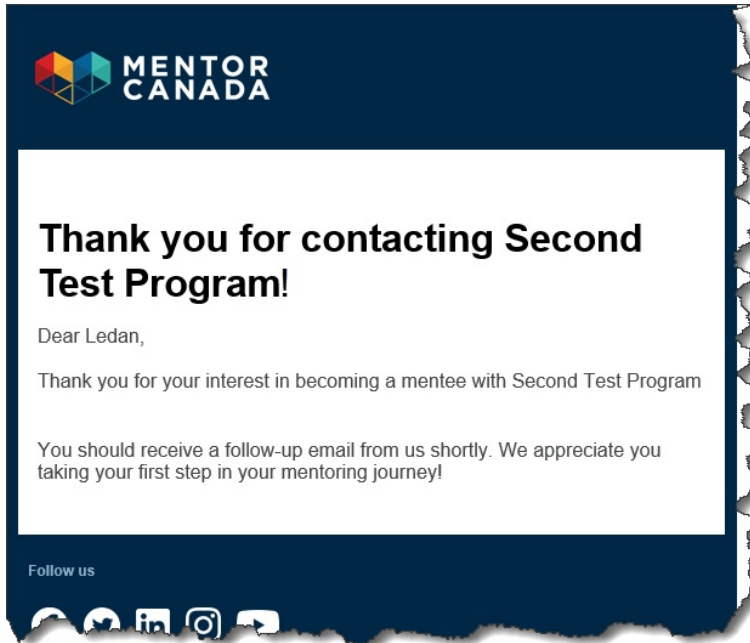 MENTOR
CANADA
Thank you for contacting Second
Test Program!
Dear Ledan,
Thank you for your interest in becoming a mentee with Second Test Program
You should receive a follow-up email from us shortly. We appreciate you
taking your first step in your mentoring journey!
Follow us
in